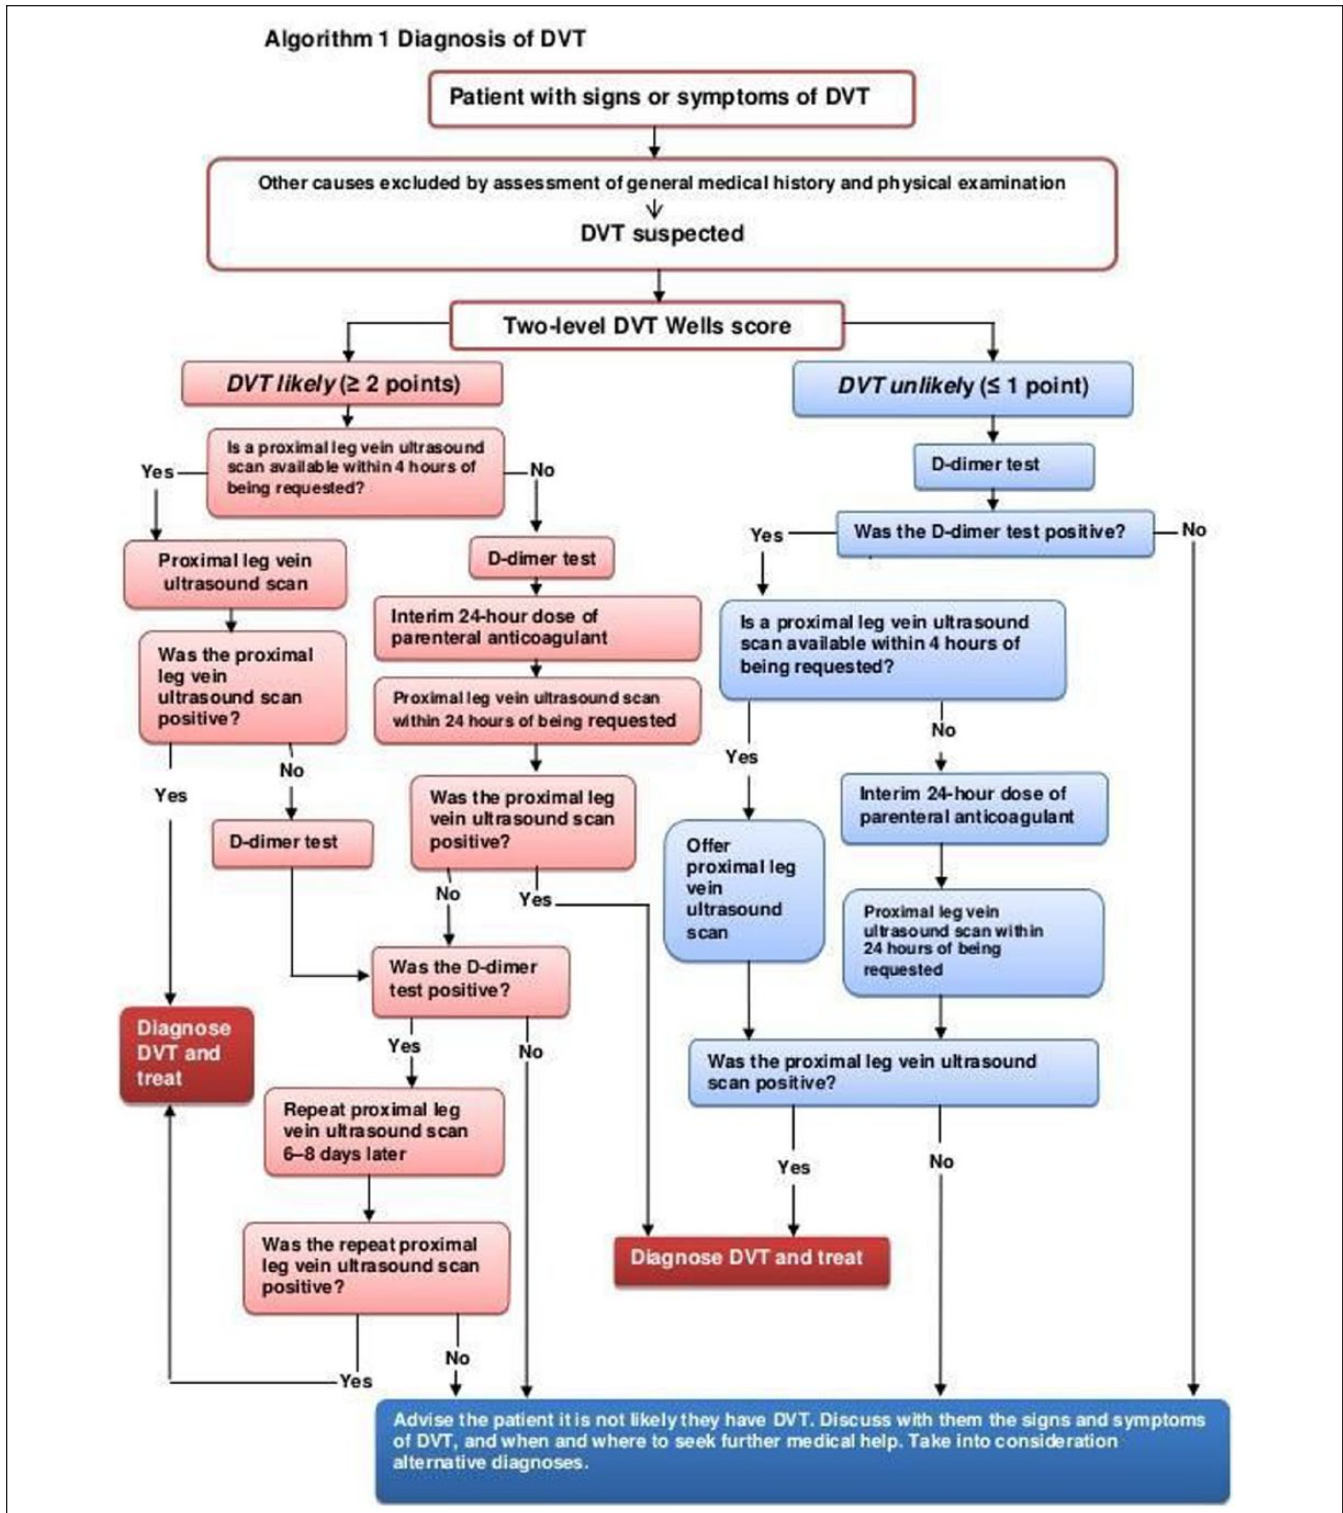 Algorithm 1 Diagnosis of DVT
Patient with signs or symptoms of DVT
Other causes excluded by assessment of general medical history and physical examination
DVT suspected
Two-level DVT Wells score
DVT likely (≥ 2 points)
Is a proximal leg vein ultrasound
scan available within 4 hours of
being requested?
Yes
No
Proximal leg vein
ultrasound scan
Was the proximal
leg vein
ultrasound scan
positive?
Yes
No
D-dimer test
D-dimer test
Interim 24-hour dose of
parenteral anticoagulant
Proximal leg vein ultrasound scan
within 24 hours of being requested
Was the proximal leg
vein ultrasound scan
positive?
No
Yes
Was the D-dimer
test positive?
Yes
No
Diagnose
DVT and
treat
Repeat proximal leg
vein ultrasound scan
6–8 days later
Was the repeat proximal
leg vein ultrasound scan
positive?
Yes
No
DVT unlikely (≤ 1 point)
D-dimer test
Was the D-dimer test positive?
Yes
No
Is a proximal leg vein ultrasound
scan available within 4 hours of
being requested?
Yes
No
Offer
proximal leg
vein
ultrasound
scan
Interim 24-hour dose of
parenteral anticoagulant
Proximal leg vein
ultrasound scan within
24 hours of being
requested
Was the proximal leg vein ultrasound
scan positive?
Yes
No
Diagnose DVT and treat
Advise the patient it is not likely they have DVT. Discuss with them the signs and symptoms
of DVT, and when and where to seek further medical help. Take into consideration
alternative diagnoses.